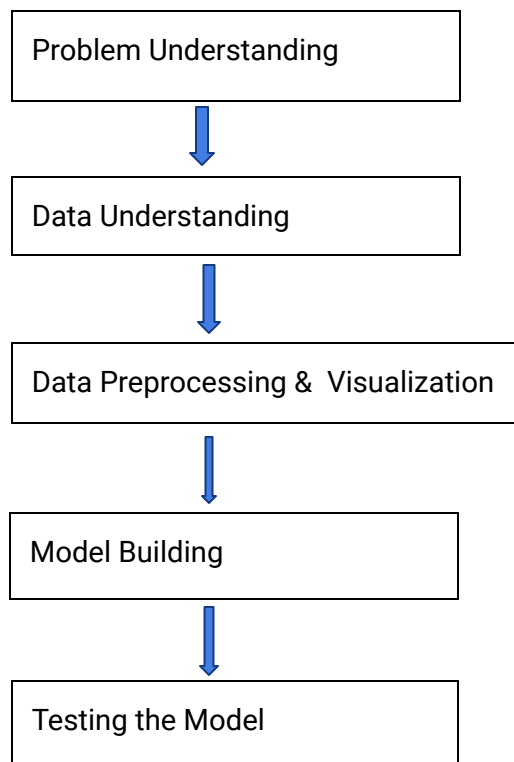 Problem Understanding
Data Understanding
Data Preprocessing &  Visualization
Model Building
Testing the Model